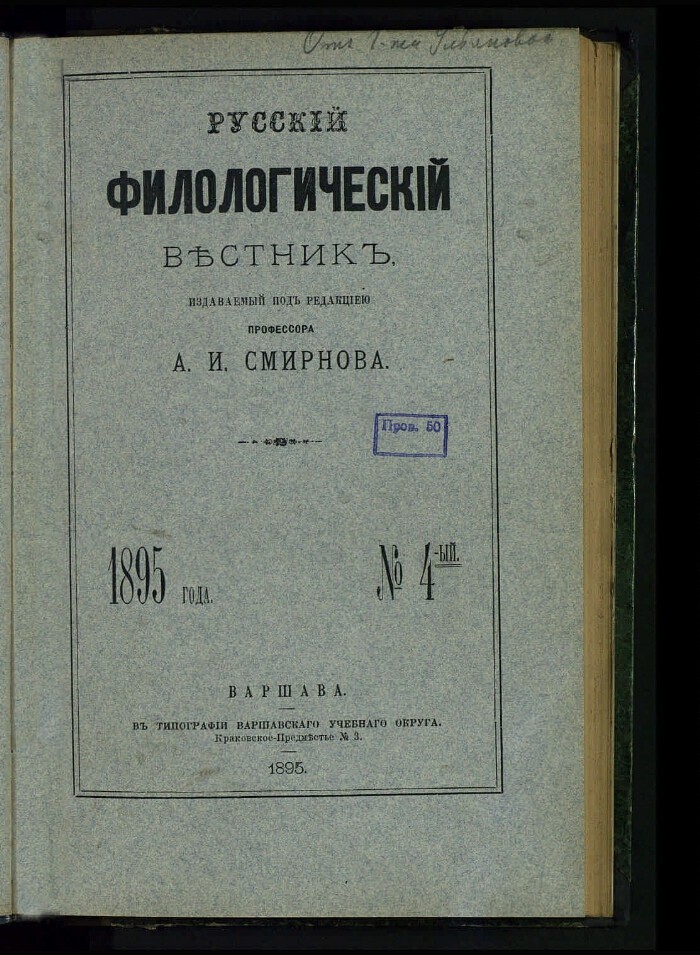 Отъ
РУССКІЙ
ФИЛОЛОГИЧЕСКІЙ
ВѢСТНИКЪ,
ИЗДАВАЕМЫЙ ПОДЪ РЕДАКЦІЕЮ
ПРОФЕССОРА
А. И. СМИРНОВА.
Пров. 50
1895 ГОДА. № 4-ЫЙ.
ВАРШАВА.
ВЪ ТИПОГРАФІИ ВАРШАВСКАГО УЧЕБНАГО ОКРУГА.
Краковское-Предмѣстье № 3.
1895.